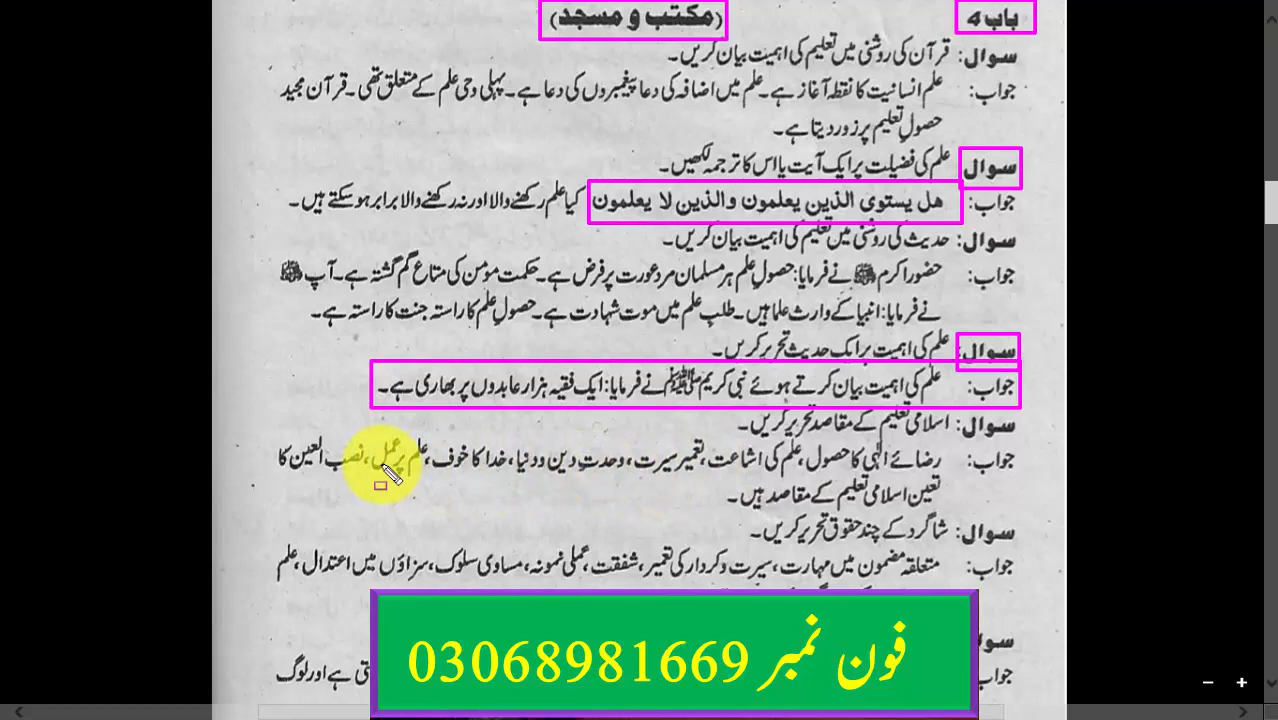 باب 4
(مکتب و مسجد)
سوال: قرآن کی روشنی میں تعلیم کی اہمیت بیان کریں۔
جواب: علم انسانیت کا نقطہ آغاز ہے۔ علم میں اضافہ کی دعا پیغمبروں کی دعا ہے۔ پہلی وحی علم کے متعلق تھی۔ قرآن مجید
حصولِ تعلیم پر زور دیتا ہے۔
سوال علم کی فضیلت پر ایک آیت یا اس کا ترجمہ لکھیں۔
جواب: هل يستوى الذين يعلمون والذين لا يعلمون کیا علم رکھنے والا اور نہ رکھنے والا برابر ہو سکتے ہیں۔
سوال: حدیث کی روشنی میں تعلیم کی اہمیت بیان کریں۔
جواب: حضور اکرم ﷺ نے فرمایا: حصولِ علم ہر مسلمان مرد عورت پر فرض ہے۔ حکمت مؤمن کی متاع گم گشتہ ہے۔ آپ ﷺ
نے فرمایا: انبیا کے وارث علما ہیں۔ طلبِ علم میں موت شہادت ہے۔ حصولِ علم کا راستہ جنت کا راستہ ہے۔
سوال: علم کی اہمیت پر ایک حدیث تحریر کریں۔
جواب: علم کی اہمیت بیان کرتے ہوئے نبی کریم ﷺ نے فرمایا: ایک فقیہ ہزار عابدوں پر بھاری ہے۔
سوال: اسلامی تعلیم کے مقاصد تحریر کریں۔
جواب: رضائے الٰہی کا حصول، علم کی اشاعت، تعمیر سیرت، وحدتِ دین و دنیا، خدا کا خوف، علم پر عمل، نصب العین کا
تعین اسلامی تعلیم کے مقاصد ہیں۔
سوال: شاگرد کے چند حقوق تحریر کریں۔
جواب: متعلقہ مضمون میں مہارت، سیرت و کردار کی تعمیر، شفقت، عملی نمونہ، مساوی سلوک، سزاؤں میں اعتدال، علم
سو
جو ہے اور لوگ
فون نمبر 03068981669